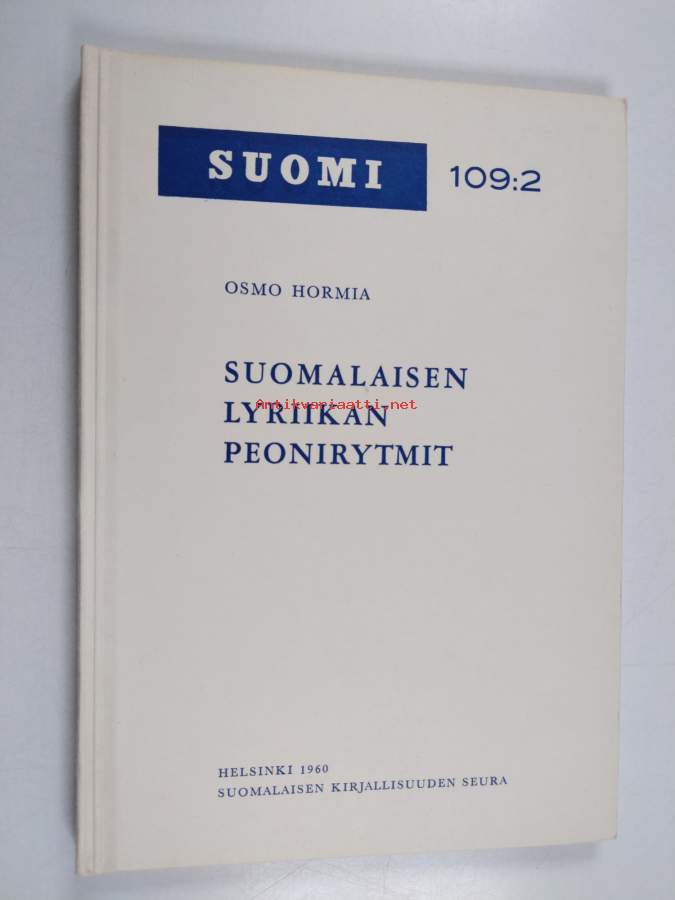 SUOMI 109:2
OSMO HORMIA
SUOMALAISEN
LYRIIKAN
Antikvariaatti.net
PEONIRYTMIT
HELSINKI 1960
SUOMALAISEN KIRJALLISUUDEN SEURA